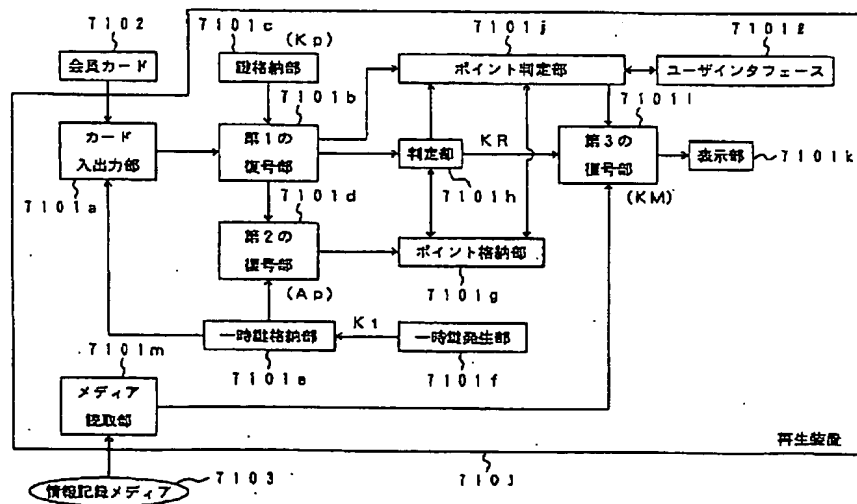 7102
7101c
(Kp)
7101j
7101ℓ
会員カード
鍵格納部
ポイント判定部
ユーザインタフェース
7101b
7101i
カード
入出力部
第1の
復号部
判定部
KR
第3の
復号部
表示部
7101k
7101a
7101d
7101h
(KM)
第2の
復号部
ポイント格納部
(Ap)
7101g
7101m
一時鍵格納部
Kt
一時鍵発生部
メディア
読取部
7101e
7101f
再生装置
7103
7101
情報記録メディア